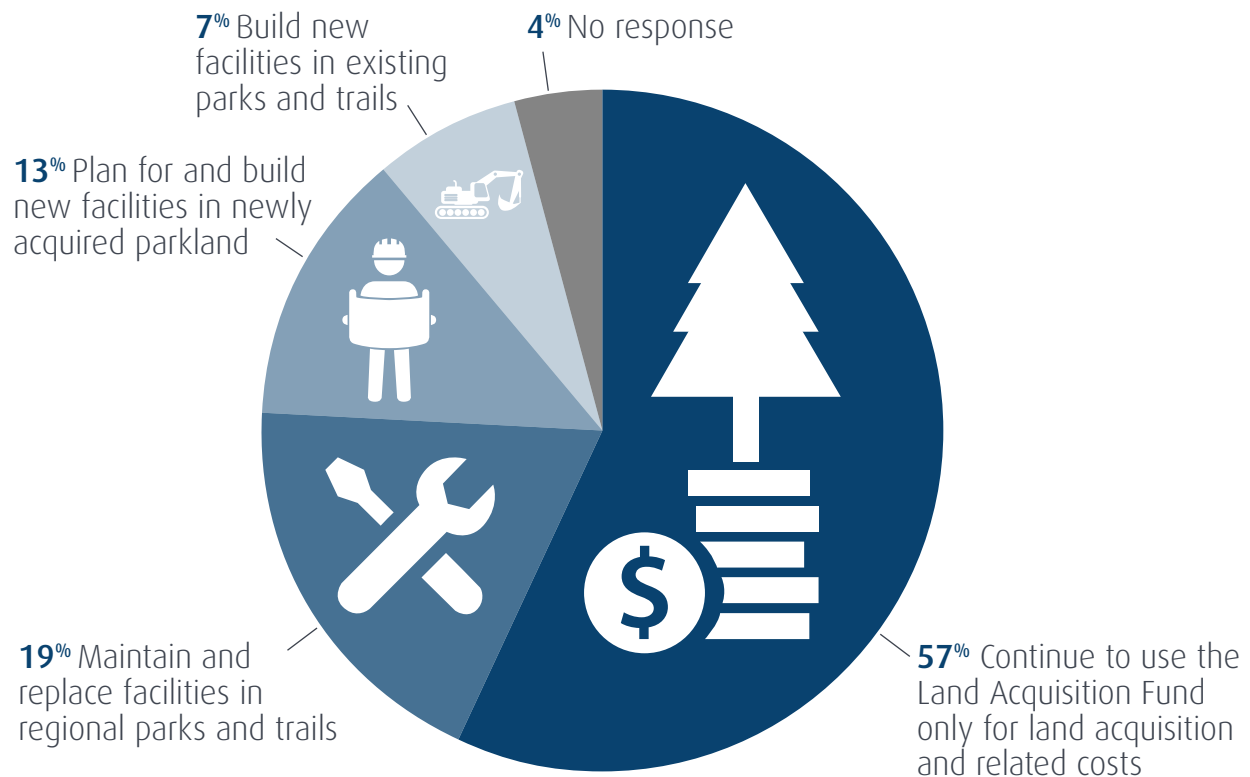 7% Build new
facilities in existing
parks and trails
4% No response
13% Plan for and build
new facilities in newly
acquired parkland
$
19% Maintain and
replace facilities in
regional parks and trails
57% Continue to use the
Land Acquisition Fund
only for land acquisition
and related costs